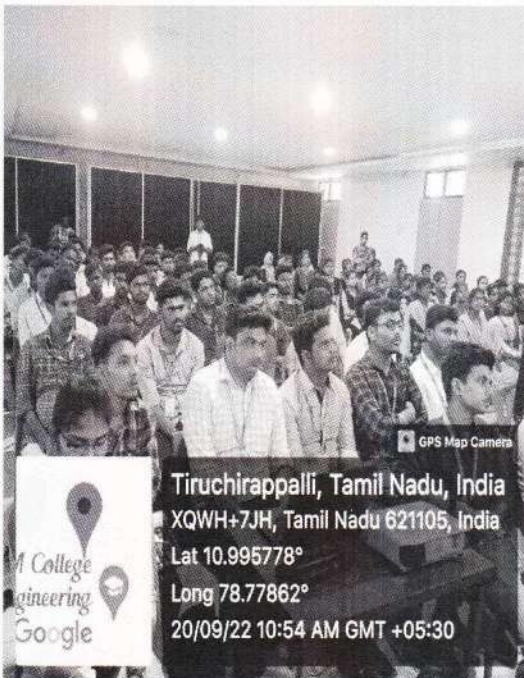 GPS Map Camera
Tiruchirappalli, Tamil Nadu, India
XQWH+7JH, Tamil Nadu 621105, India
Lat 10.995778°
Long 78.77862°
20/09/22 10:54 AM GMT +05:30
M College
gineering
Google